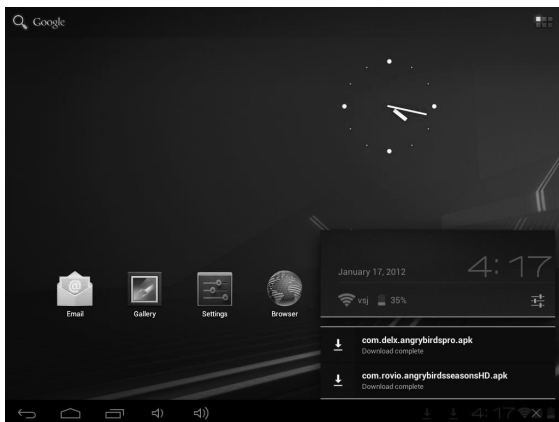 Google
January 17, 2012
4:17
vsj
35%
Email
Gallery
Settings
Browser
com.delx.angrybirdspro.apk
Download complete
com.rovio.angrybirdsseasonsHD.apk
Download complete
4:17